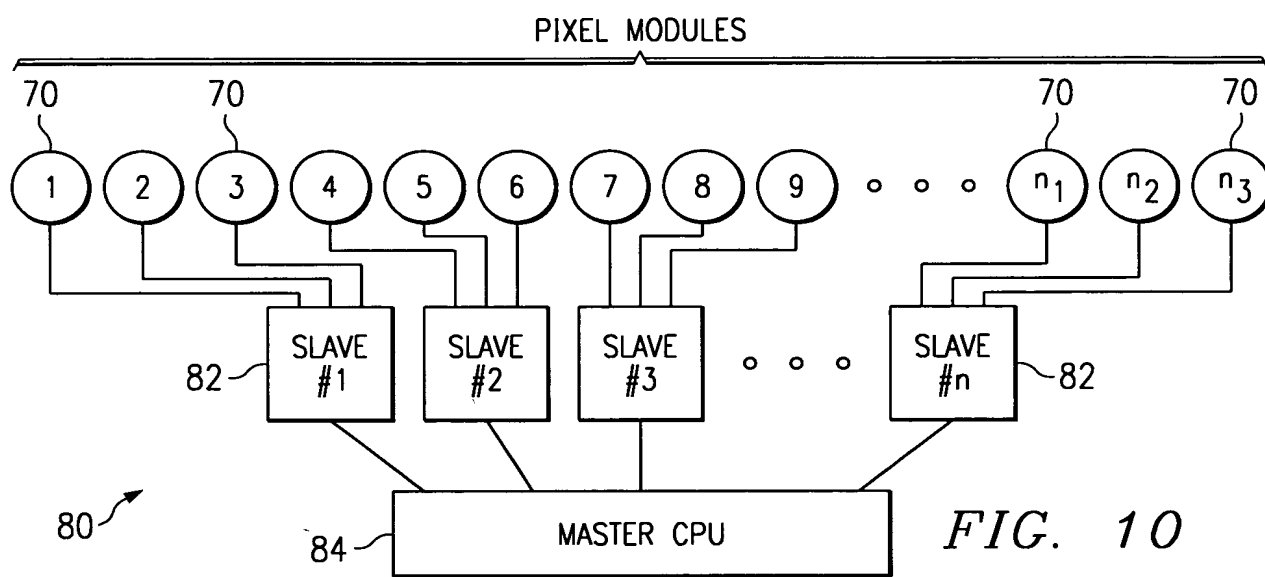 PIXEL MODULES
70 70 70 70
1 2 3 4 5 6 7 8 9 n1 n2 n3
SLAVE #1
SLAVE #2
SLAVE #3
SLAVE #n
82 82
80
84
MASTER CPU
FIG. 10